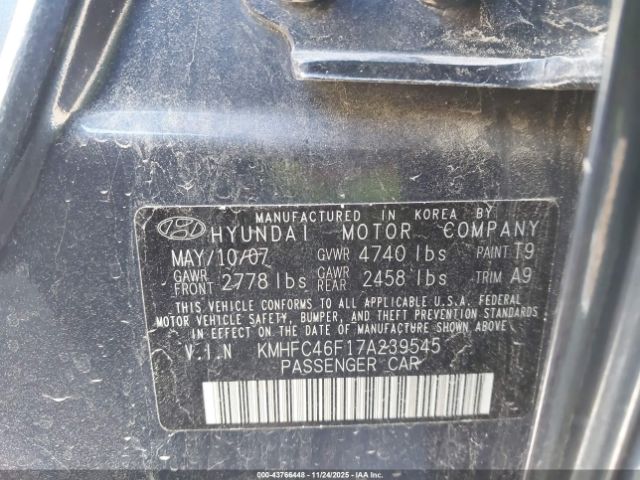 MANUFACTURED IN KOREA BY
HYUNDAI MOTOR COMPANY
MAY/10/07 GVWR 4740 lbs PAINT T9
GAWR FRONT 2778 lbs GAWR REAR 2458 lbs TRIM A9
THIS VEHICLE CONFORMS TO ALL APPLICABLE U.S.A. FEDERAL
MOTOR VEHICLE SAFETY, BUMPER, AND THEFT PREVENTION STANDARDS
IN EFFECT ON THE DATE OF MANUFACTURE SHOWN ABOVE.
V.I.N KMHFC46F17A239545
PASSENGER CAR
000-43766448 - 11/24/2025 - IAA Inc (Owner)